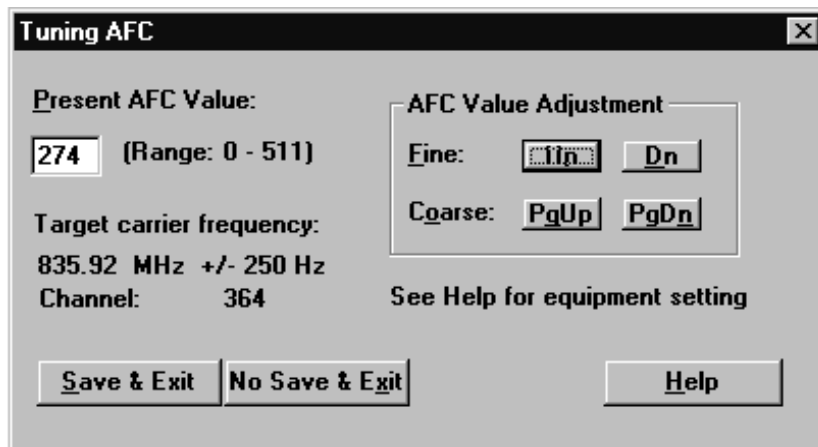 Tuning AFC
Present AFC Value:
274 (Range: 0 - 511)
Target carrier frequency:
835.92 MHz +/- 250 Hz
Channel: 364
AFC Value Adjustment
Fine: Up Dn
Coarse: PgUp PgDn
See Help for equipment setting
Save & Exit No Save & Exit Help